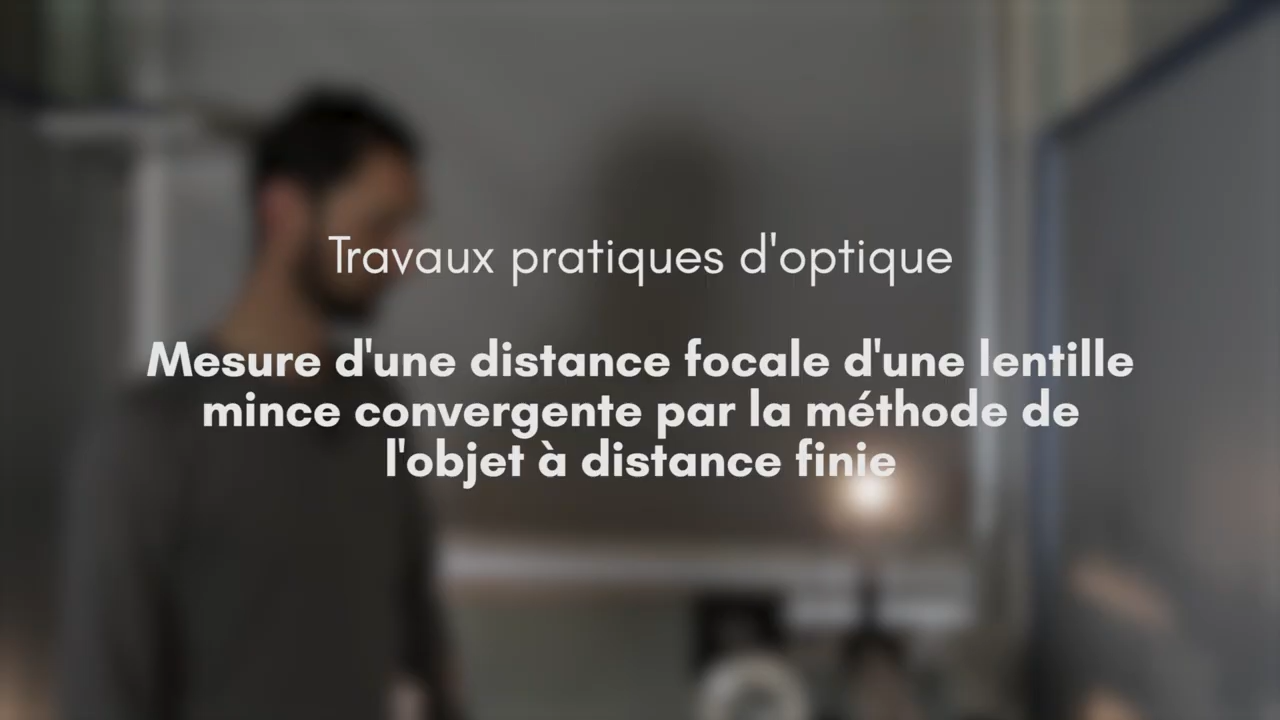 Travaux pratiques d'optique
Mesure d'une distance focale d'une lentille
mince convergente par la méthode de
l'objet à distance finie